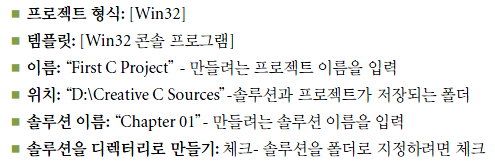 ■ 프로젝트 형식: [Win32]
■ 템플릿: [Win32 콘솔 프로그램]
■ 이름: “First C Project” - 만들려는 프로젝트 이름을 입력
■ 위치: “D:\Creative C Sources”-솔루션과 프로젝트가 저장되는 폴더
■ 솔루션 이름: “Chapter 01”- 만들려는 솔루션 이름을 입력
■ 솔루션을 디렉터리로 만들기: 체크- 솔루션을 폴더로 지정하려면 체크